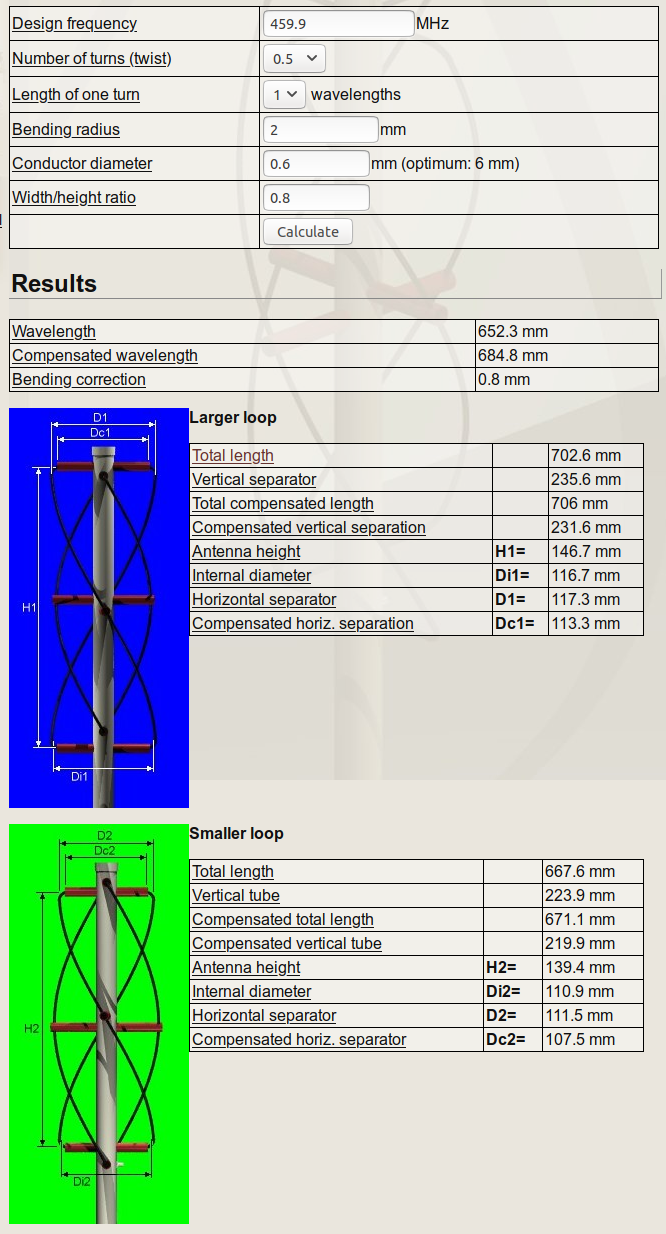 Design frequency 459.9 MHz
Number of turns (twist) 0.5
Length of one turn 1 wavelengths
Bending radius 2 mm
Conductor diameter 0.6 mm (optimum: 6 mm)
Width/height ratio 0.8
Calculate
Results
Wavelength 652.3 mm
Compensated wavelength 684.8 mm
Bending correction 0.8 mm
D1
Dc1
H1
Di1
Larger loop
Total length 702.6 mm
Vertical separator 235.6 mm
Total compensated length 706 mm
Compensated vertical separation 231.6 mm
Antenna height H1= 146.7 mm
Internal diameter Di1= 116.7 mm
Horizontal separator D1= 117.3 mm
Compensated horiz. separation Dc1= 113.3 mm
D2
Dc2
H2
Di2
Smaller loop
Total length 667.6 mm
Vertical tube 223.9 mm
Compensated total length 671.1 mm
Compensated vertical tube 219.9 mm
Antenna height H2= 139.4 mm
Internal diameter Di2= 110.9 mm
Horizontal separator D2= 111.5 mm
Compensated horiz. separation Dc2= 107.5 mm